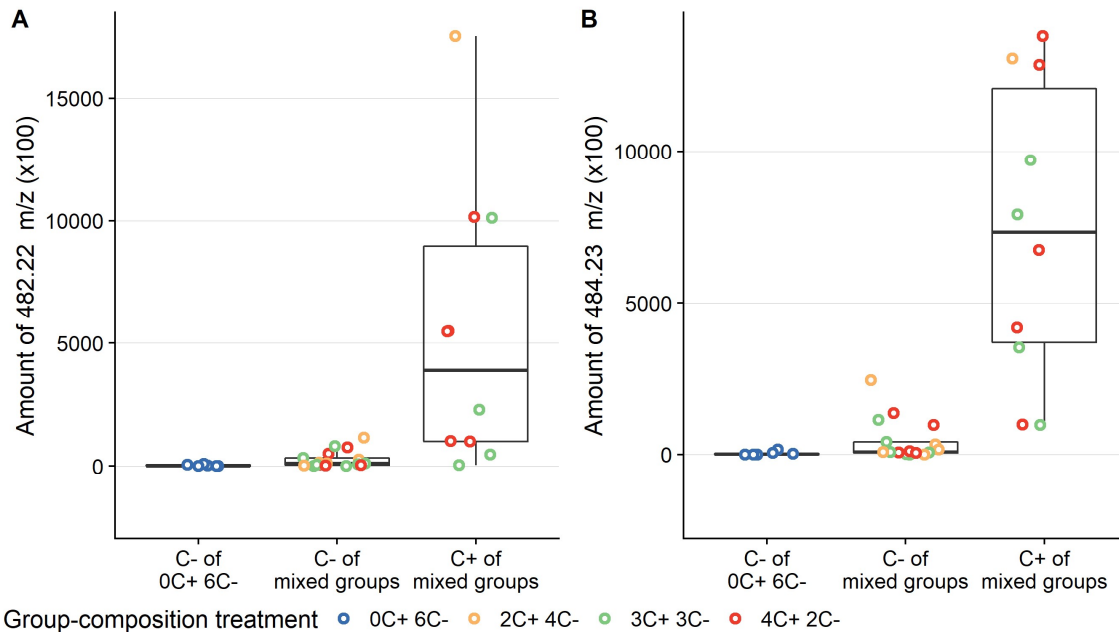 A
Amount of 482.22 m/z (x100)
15000
10000
5000
0
C- of
0C+ 6C-
C- of
mixed groups
C+ of
mixed groups
B
Amount of 484.23 m/z (x100)
10000
5000
0
C- of
0C+ 6C-
C- of
mixed groups
C+ of
mixed groups
Group-composition treatment 0C+ 6C- 2C+ 4C- 3C+ 3C- 4C+ 2C-